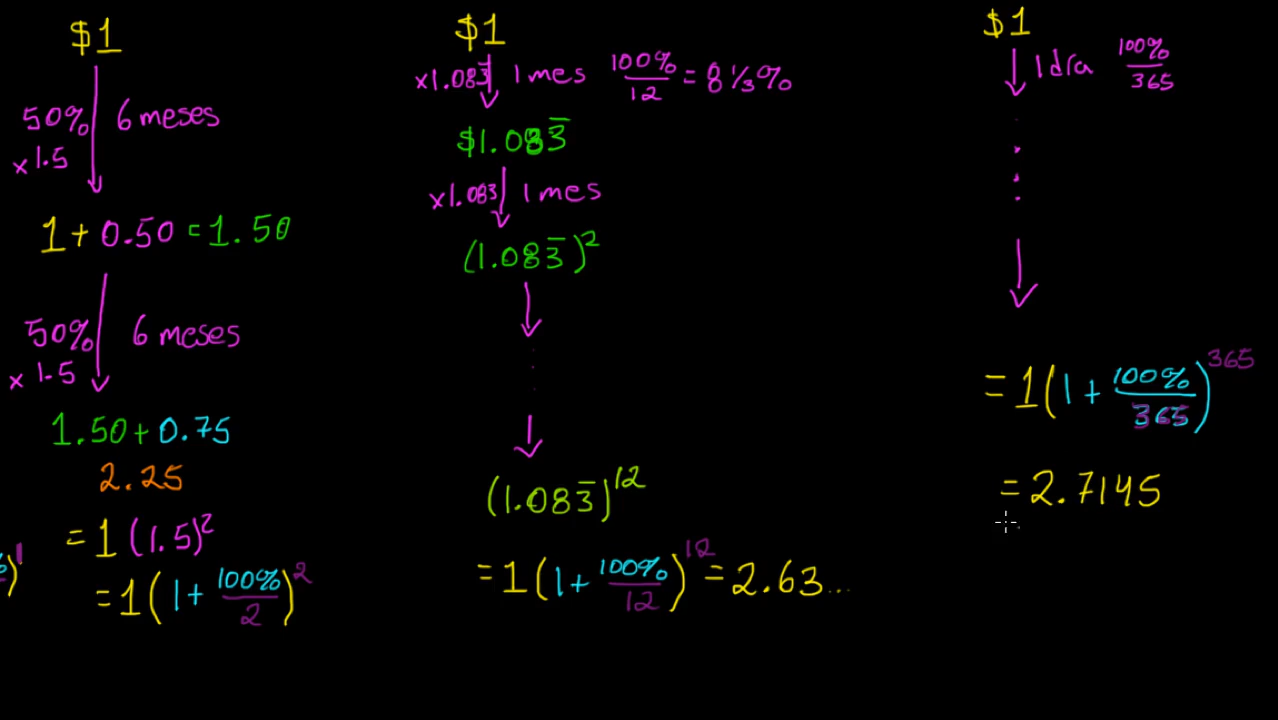 $1
50% 6 meses
x1.5
1+0.50=1.50
50% 6 meses
x1.5
1.50+0.75
2.25
=1(1.5)²
=1(1+100%/2)²
)¹
$1
x1.083̅ 1 mes 100%/12=8⅓%
$1.083̅
x1.083 1 mes
(1.083̅)²
(1.083̅)¹²
=1(1+100%/12)¹²=2.63...
$1
1 día 100%/365
=1(1+100%/365)³⁶⁵
=2.7145